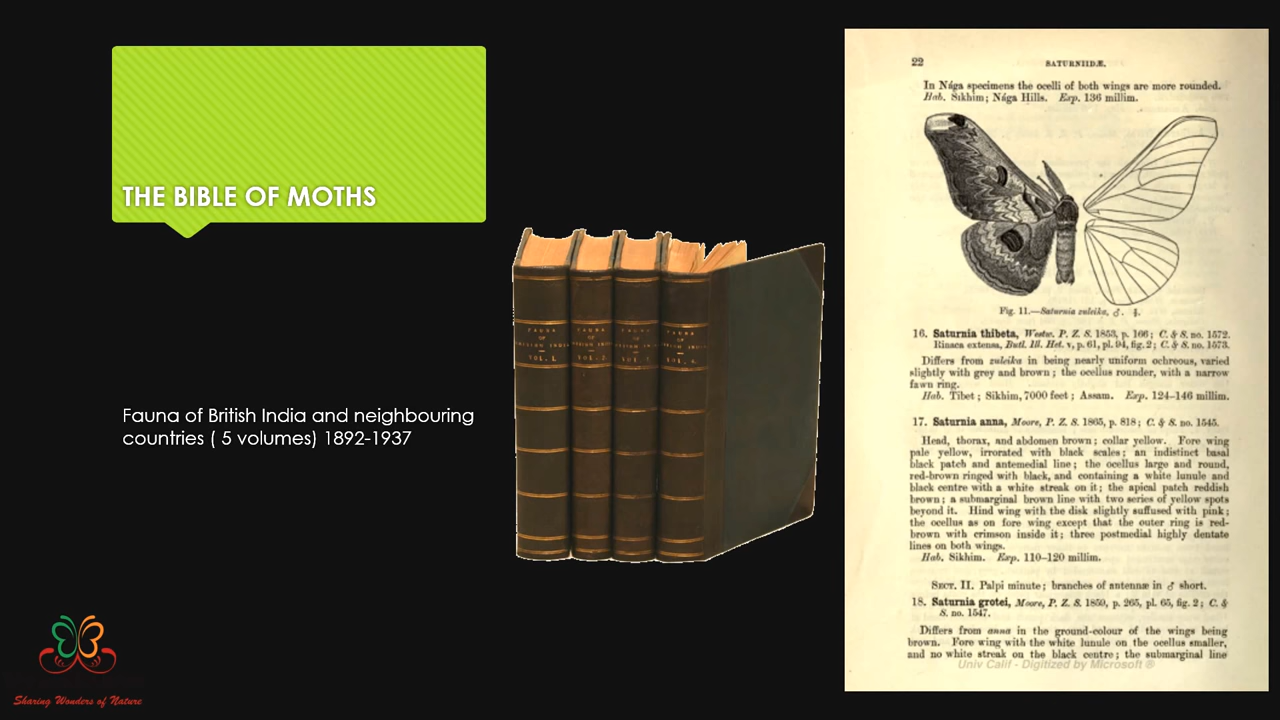 THE BIBLE OF MOTHS
Fauna of British India and neighbouring
countries ( 5 volumes) 1892-1937
Sharing Wonders of Nature
FAUNA
OF
VOL. I.
FAUNA
OF
VOL. 2.
VOL.
VOL.
22
SATURNIIDÆ.
In Nága specimens the ocelli of both wings are more rounded.
Hab. Sikhim; Nága Hills. Exp. 136 millim.
Fig. 11.—Saturnia zuleika, ♂.
16. Saturnia thibeta, Westw. P. Z. S. 1853, p. 166; C. & S. no. 1572.
Rinaca extensa, Butl. Ill. Het. v, p. 61, pl. 94, fig. 2; C. & S. no. 1573.
Differs from zuleika in being nearly uniform ochreous, varied
slightly with grey and brown; the ocellus rounder, with a narrow
fawn ring.
Hab. Tibet; Sikhim, 7000 feet; Assam. Exp. 124–146 millim.
17. Saturnia anna, Moore, P. Z. S. 1865, p. 818; C. & S. no. 1545.
Head, thorax, and abdomen brown; collar yellow. Fore wing
pale yellow, irrorated with black scales; an indistinct basal
black patch and antemedial line; the ocellus large and round,
red-brown ringed with black, and containing a white lunule and
black centre with a white streak on it; the apical patch reddish
brown; a submarginal brown line with two series of yellow spots
beyond it. Hind wing with the disk slightly suffused with pink;
the ocellus as on fore wing except that the outer ring is red-
brown with crimson inside it; three postmedial highly dentate
lines on both wings.
Hab. Sikhim. Exp. 110–120 millim.
SECT. II. Palpi minute; branches of antennæ in ♂ short.
18. Saturnia grotei, Moore, P. Z. S. 1859, p. 265, pl. 65, fig. 2; C. &
S. no. 1547.
Differs from anna in the ground-colour of the wings being
brown. Fore wing with the white lunule on the ocellus smaller,
and no white streak on the black centre; the submarginal line
Univ Calif - Digitized by Microsoft ®